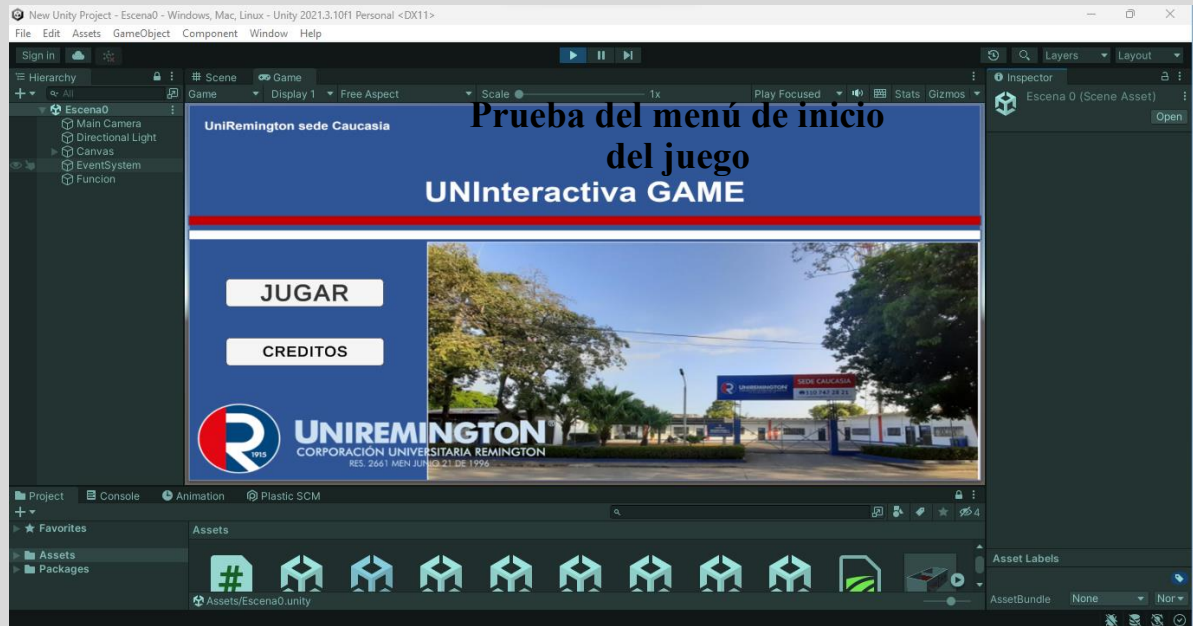 New Unity Project - Escena0 - Windows, Mac, Linux - Unity 2021.3.10f1 Personal <DX11>
File Edit Assets GameObject Component Window Help
Sign in
Layers
Layout
Hierarchy
Scene
Game
Inspector
All
Game
Display 1
Free Aspect
Scale
1x
Play Focused
Stats
Gizmos
Escena0
Main Camera
Directional Light
Canvas
EventSystem
Funcion
Escena 0 (Scene Asset)
Open
Prueba del menú de inicio
del juego
UniRemington sede Caucasia
UNInteractiva GAME
JUGAR
CREDITOS
R
1915
UNIREMINGTON
CORPORACIÓN UNIVERSITARIA REMINGTON
RES. 2661 MEN JUNIO 21 DE 1996
UNIREMINGTON
SEDE CAUCASIA
Project
Console
Animation
Plastic SCM
4
Favorites
Assets
Packages
Assets
#
Assets/Escena0.unity
Asset Labels
AssetBundle
None
Nor